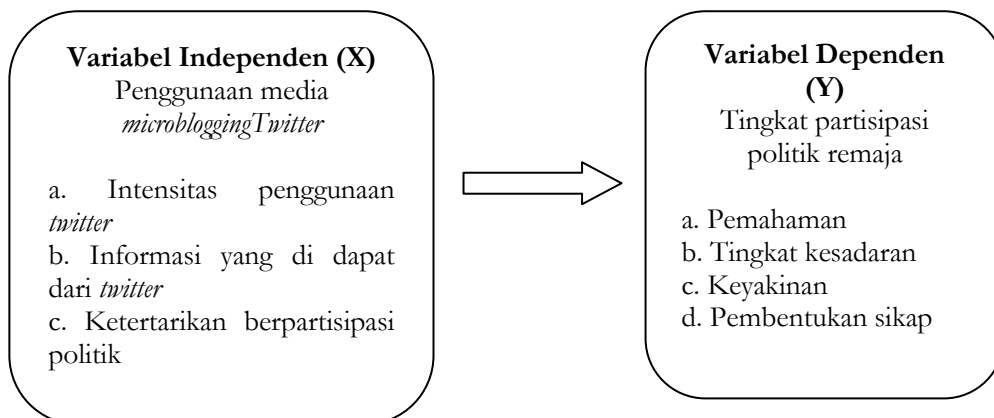 Variabel Independen (X)
Penggunaan media
microbloggingTwitter
a. Intensitas penggunaan
twitter
b. Informasi yang di dapat
dari twitter
c. Ketertarikan berpartisipasi
politik
Variabel Dependen
(Y)
Tingkat partisipasi
politik remaja
a. Pemahaman
b. Tingkat kesadaran
c. Keyakinan
d. Pembentukan sikap